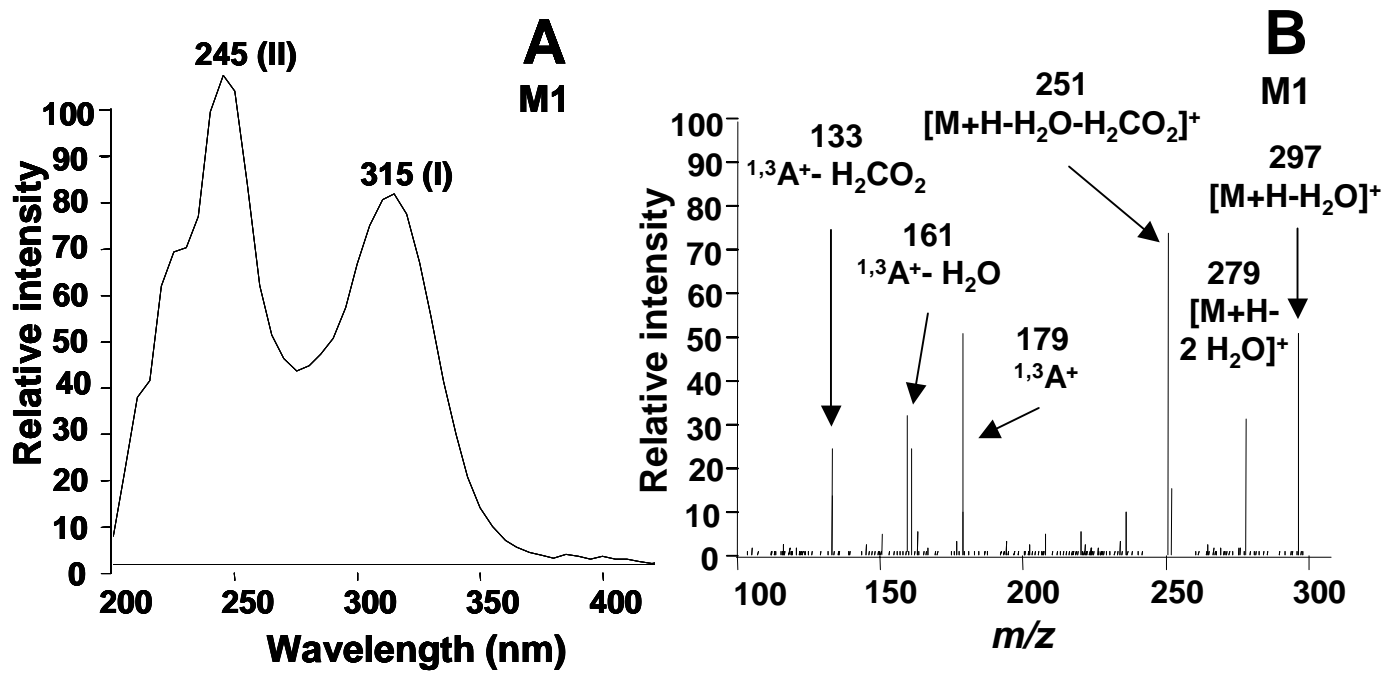 A
M1
245 (II)
315 (I)
100
90
80
70
60
50
40
30
20
10
0
Relative intensity
200
250
300
350
400
Wavelength (nm)
B
M1
251
[M+H-H₂O-H₂CO₂]⁺
133
¹,³A⁺- H₂CO₂
297
[M+H-H₂O]⁺
161
¹,³A⁺- H₂O
279
[M+H-
2 H₂O]⁺
179
¹,³A⁺
100
90
80
70
60
50
40
30
20
10
0
Relative intensity
100
150
200
250
300
m/z